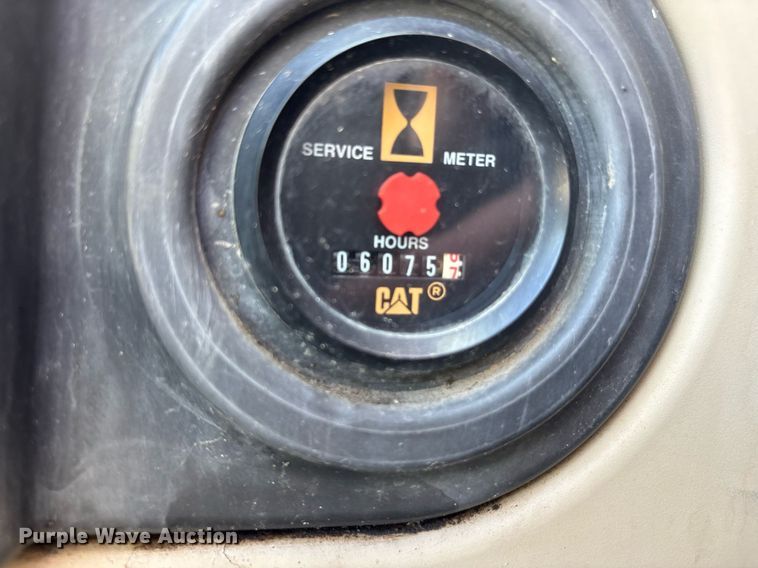 SERVICE METER
HOURS
06075
CAT®
Purple Wave Auction